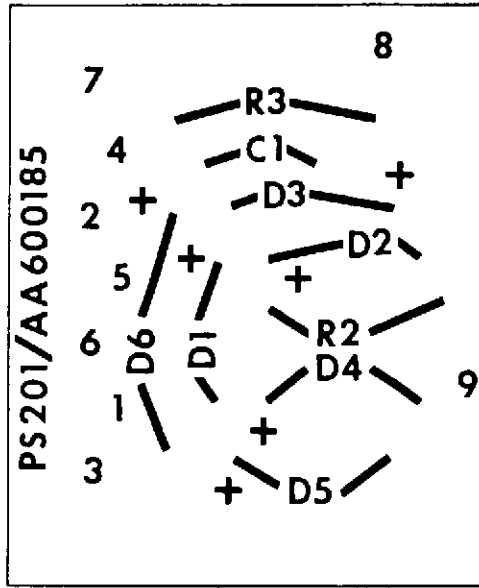 8
7
R3
C1
4
+
D3
+
2
D2
+
+
5
R2
6
D6
D1
D4
9
1
+
3
+
D5
PS201/AA600185